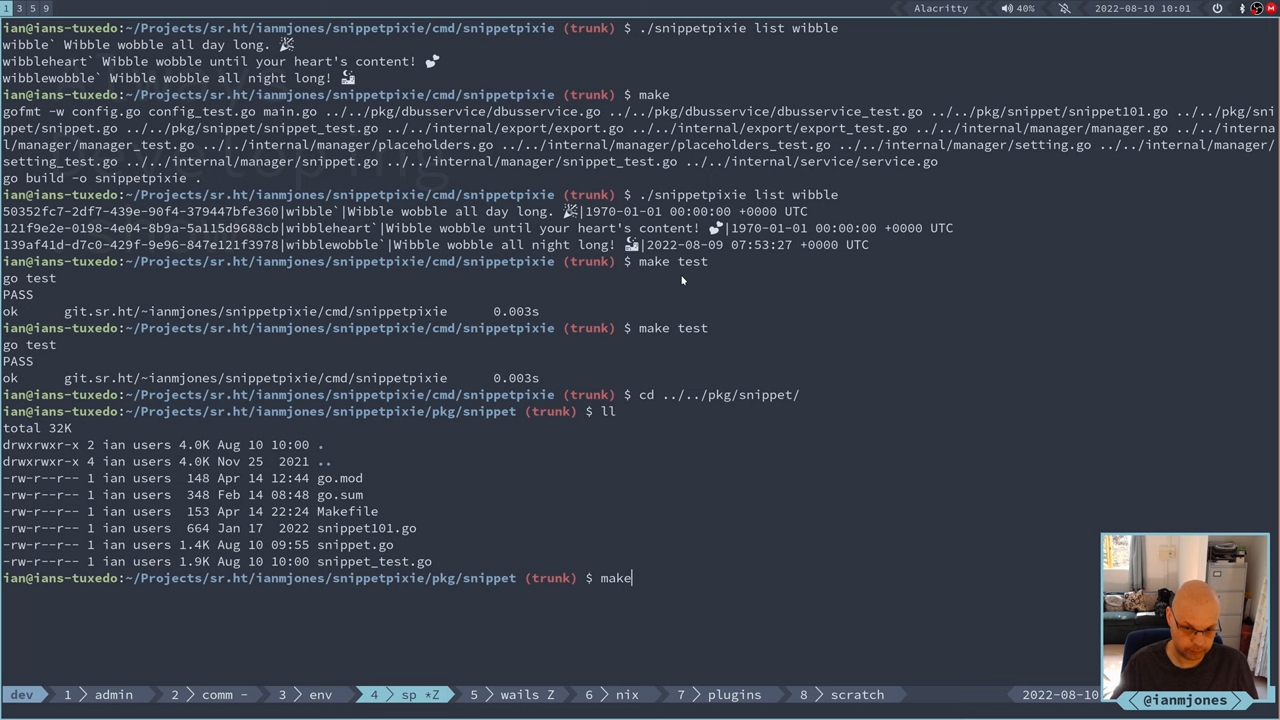 1 3 5 9 Alacritty 40% 2022-08-10 10:01
ian@ians-tuxedo:~/Projects/sr.ht/ianmjones/snippetpixie/cmd/snippetpixie (trunk) $ ./snippetpixie list wibble
wibble` Wibble wobble all day long. 🎉
wibbleheart` Wibble wobble until your heart's content! 💕
wibblewobble` Wibble wobble all night long!
ian@ians-tuxedo:~/Projects/sr.ht/ianmjones/snippetpixie/cmd/snippetpixie (trunk) $ make
gofmt -w config.go config_test.go main.go ../../pkg/dbusservice/dbusservice.go ../../pkg/dbusservice/dbusservice_test.go ../../pkg/snippet/snippet101.go ../../pkg/sni
ppet/snippet.go ../../pkg/snippet/snippet_test.go ../../internal/export/export.go ../../internal/export/export_test.go ../../internal/manager/manager.go ../../interna
l/manager/manager_test.go ../../internal/manager/placeholders.go ../../internal/manager/placeholders_test.go ../../internal/manager/setting.go ../../internal/manager/
setting_test.go ../../internal/manager/snippet.go ../../internal/manager/snippet_test.go ../../internal/service/service.go
go build -o snippetpixie .
ian@ians-tuxedo:~/Projects/sr.ht/ianmjones/snippetpixie/cmd/snippetpixie (trunk) $ ./snippetpixie list wibble
50352fc7-2df7-439e-90f4-379447bfe360|wibble`|Wibble wobble all day long. 🎉|1970-01-01 00:00:00 +0000 UTC
121f9e2e-0198-4e04-8b9a-5a115d9688cb|wibbleheart`|Wibble wobble until your heart's content! 💕|1970-01-01 00:00:00 +0000 UTC
139af41d-d7c0-429f-9e96-847e121f3978|wibblewobble`|Wibble wobble all night long! |2022-08-09 07:53:27 +0000 UTC
ian@ians-tuxedo:~/Projects/sr.ht/ianmjones/snippetpixie/cmd/snippetpixie (trunk) $ make test
go test
PASS
ok git.sr.ht/~ianmjones/snippetpixie/cmd/snippetpixie 0.003s
ian@ians-tuxedo:~/Projects/sr.ht/ianmjones/snippetpixie/cmd/snippetpixie (trunk) $ make test
go test
PASS
ok git.sr.ht/~ianmjones/snippetpixie/cmd/snippetpixie 0.003s
ian@ians-tuxedo:~/Projects/sr.ht/ianmjones/snippetpixie/cmd/snippetpixie (trunk) $ cd ../../pkg/snippet/
ian@ians-tuxedo:~/Projects/sr.ht/ianmjones/snippetpixie/pkg/snippet (trunk) $ ll
total 32K
drwxrwxr-x 2 ian users 4.0K Aug 10 10:00 .
drwxrwxr-x 4 ian users 4.0K Nov 25 2021 ..
-rw-r--r-- 1 ian users 148 Apr 14 12:44 go.mod
-rw-r--r-- 1 ian users 348 Feb 14 08:48 go.sum
-rw-r--r-- 1 ian users 153 Apr 14 22:24 Makefile
-rw-r--r-- 1 ian users 664 Jan 17 2022 snippet101.go
-rw-r--r-- 1 ian users 1.4K Aug 10 09:55 snippet.go
-rw-r--r-- 1 ian users 1.9K Aug 10 10:00 snippet_test.go
ian@ians-tuxedo:~/Projects/sr.ht/ianmjones/snippetpixie/pkg/snippet (trunk) $ make
dev 1 admin 2 comm - 3 env 4 sp *Z 5 wails Z 6 nix 7 plugins 8 scratch 2022-08-10
@ianmjones